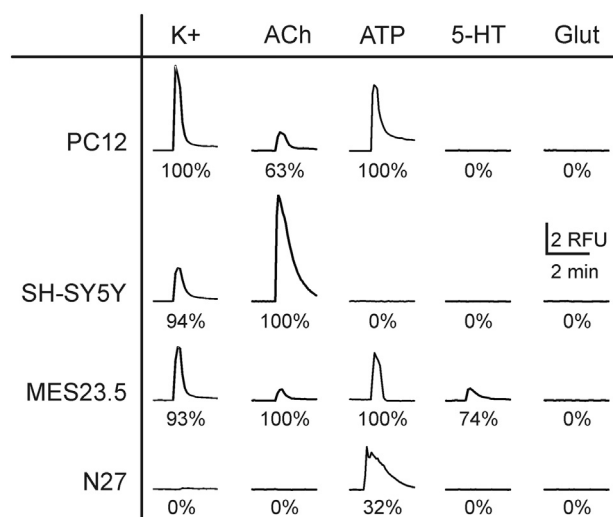 K+ ACh ATP 5-HT Glut
PC12
100% 63% 100% 0% 0%
2 RFU
2 min
SH-SY5Y
94% 100% 0% 0% 0%
MES23.5
93% 100% 100% 74% 0%
N27
0% 0% 32% 0% 0%